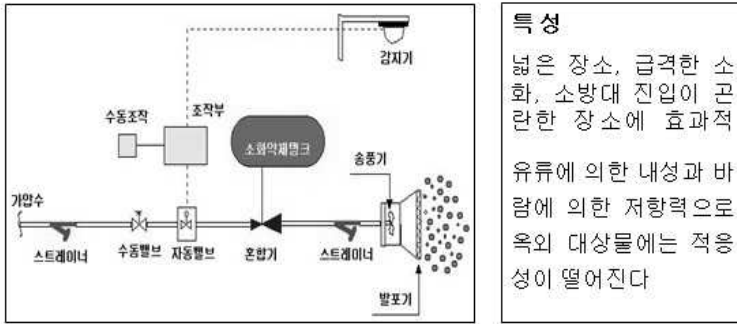 감지기
수동조작
조작부
소화약제탱크
송풍기
가압수
스트레이너
수동밸브
자동밸브
혼합기
스트레이너
발포기
특성
넓은 장소, 급격한 소
화, 소방대 진입이 곤
란한 장소에 효과적
유류에 의한 내성과 바
람에 의한 저항력으로
옥외 대상물에는 적응
성이 떨어진다